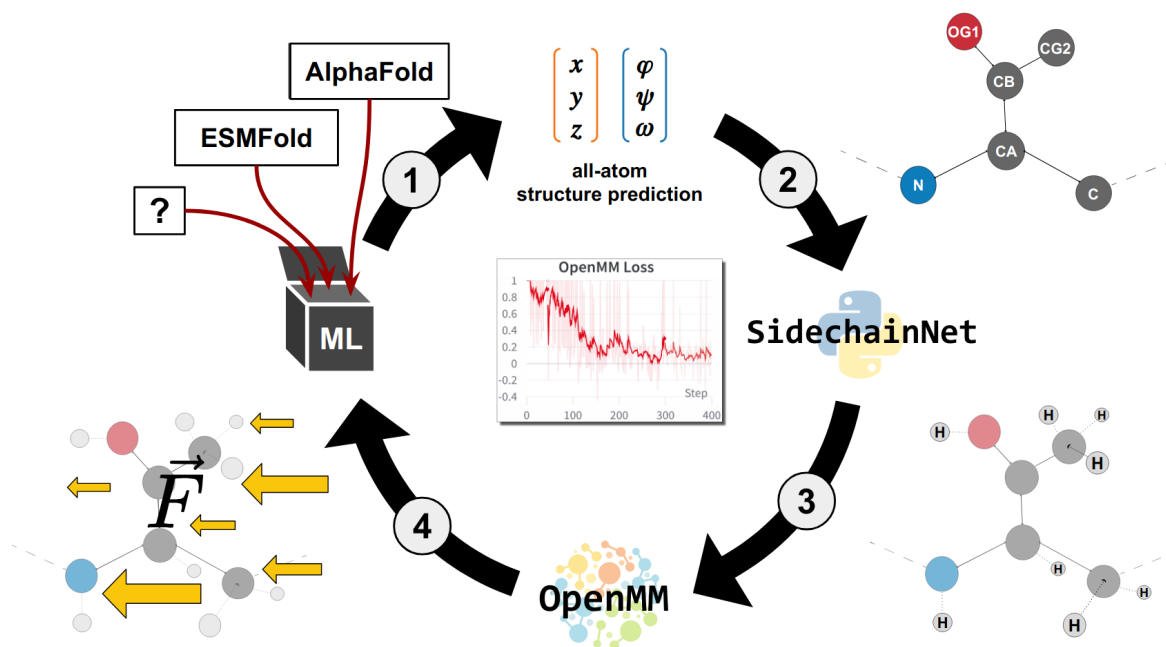 AlphaFold
ESMFold
?
ML
1
x
y
z
φ
ψ
ω
all-atom
structure prediction
2
OG1
CG2
CB
CA
N
C
OpenMM Loss
1
0.8
0.6
0.4
0.2
0
-0.2
-0.4
Step
0 100 200 300 400
SidechainNet
3
H
H
H
H
H
H
H
H
OpenMM
4
F